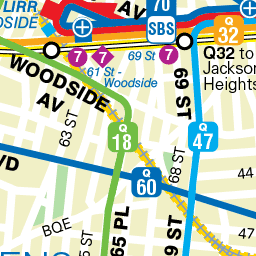 LIRR
AV
70
SBS
Q
32
7
7
69 St
7
Q32 to
Jackson
Heights
61 St -
Woodside
WOODSIDE
AV
69 ST
63 ST
Q
18
Q
47
68 ST
44
Q
60
BQE
47
65 PL
69 ST